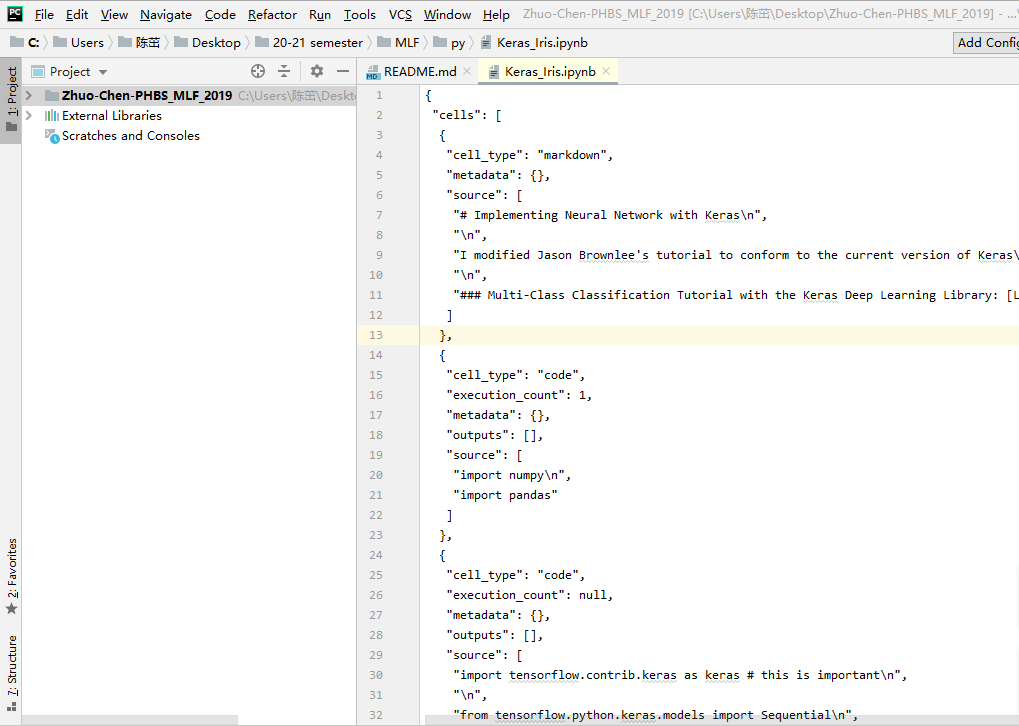 PC File Edit View Navigate Code Refactor Run Tools VCS Window Help Zhuo-Chen-PHBS_MLF_2019 [C:\Users\陈茁\Desktop\Zhuo-Chen-PHBS_MLF_2019] - ...\
C: Users 陈茁 Desktop 20-21 semester MLF py Keras_Iris.ipynb Add Config
Project README.md Keras_Iris.ipynb
1: Project
Zhuo-Chen-PHBS_MLF_2019 C:\Users\陈茁\Deskt
External Libraries
Scratches and Consoles
2: Favorites
7: Structure
1 {
2 "cells": [
3 {
4 "cell_type": "markdown",
5 "metadata": {},
6 "source": [
7 "# Implementing Neural Network with Keras\n",
8 "\n",
9 "I modified Jason Brownlee's tutorial to conform to the current version of Keras\
10 "\n",
11 "### Multi-Class Classification Tutorial with the Keras Deep Learning Library: [L
12 ]
13 },
14 {
15 "cell_type": "code",
16 "execution_count": 1,
17 "metadata": {},
18 "outputs": [],
19 "source": [
20 "import numpy\n",
21 "import pandas"
22 ]
23 },
24 {
25 "cell_type": "code",
26 "execution_count": null,
27 "metadata": {},
28 "outputs": [],
29 "source": [
30 "import tensorflow.contrib.keras as keras # this is important\n",
31 "\n",
32 "from tensorflow.python.keras.models import Sequential\n",